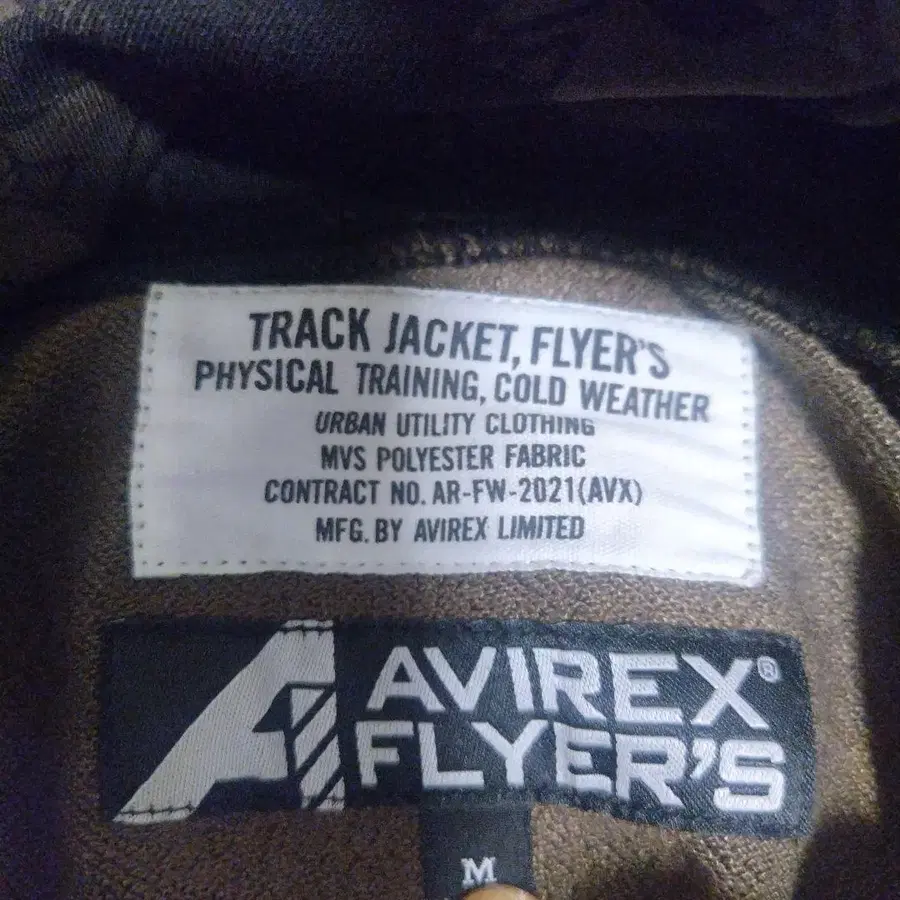 TRACK JACKET, FLYER'S
PHYSICAL TRAINING, COLD WEATHER
URBAN UTILITY CLOTHING
MVS POLYESTER FABRIC
CONTRACT NO. AR-FW-2021(AVX)
MFG. BY AVIREX LIMITED
AVIREX®
FLYER'S
M